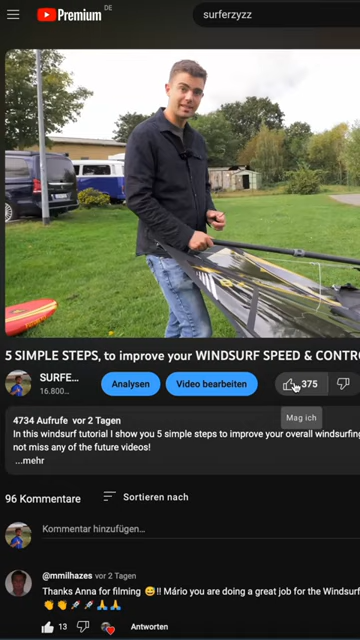 Premium DE
surferzyzz
5 SIMPLE STEPS, to improve your WINDSURF SPEED & CONTR
SURFE...
16.800...
Analysen
Video bearbeiten
375
Mag ich
4734 Aufrufe vor 2 Tagen
In this windsurf tutorial I show you 5 simple steps to improve your overall windsurfing
not miss any of the future videos!
...mehr
96 Kommentare
Sortieren nach
Kommentar hinzufügen...
@mmilhazes vor 2 Tagen
Thanks Anna for filming 😄!! Mário you are doing a great job for the Windsurf
👏👏🚀🚀🙏🙏
13
Antworten